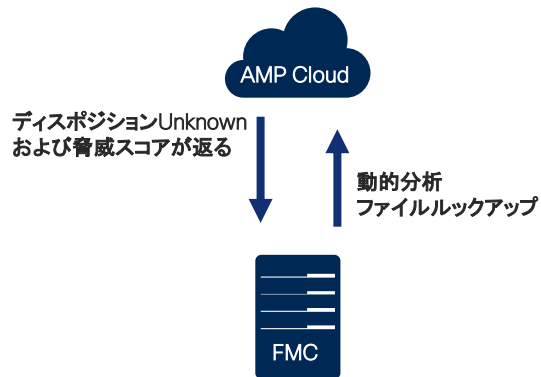 AMP Cloud
ディスポジションUnknown
および脅威スコアが返る
動的分析
ファイルルックアップ
FMC